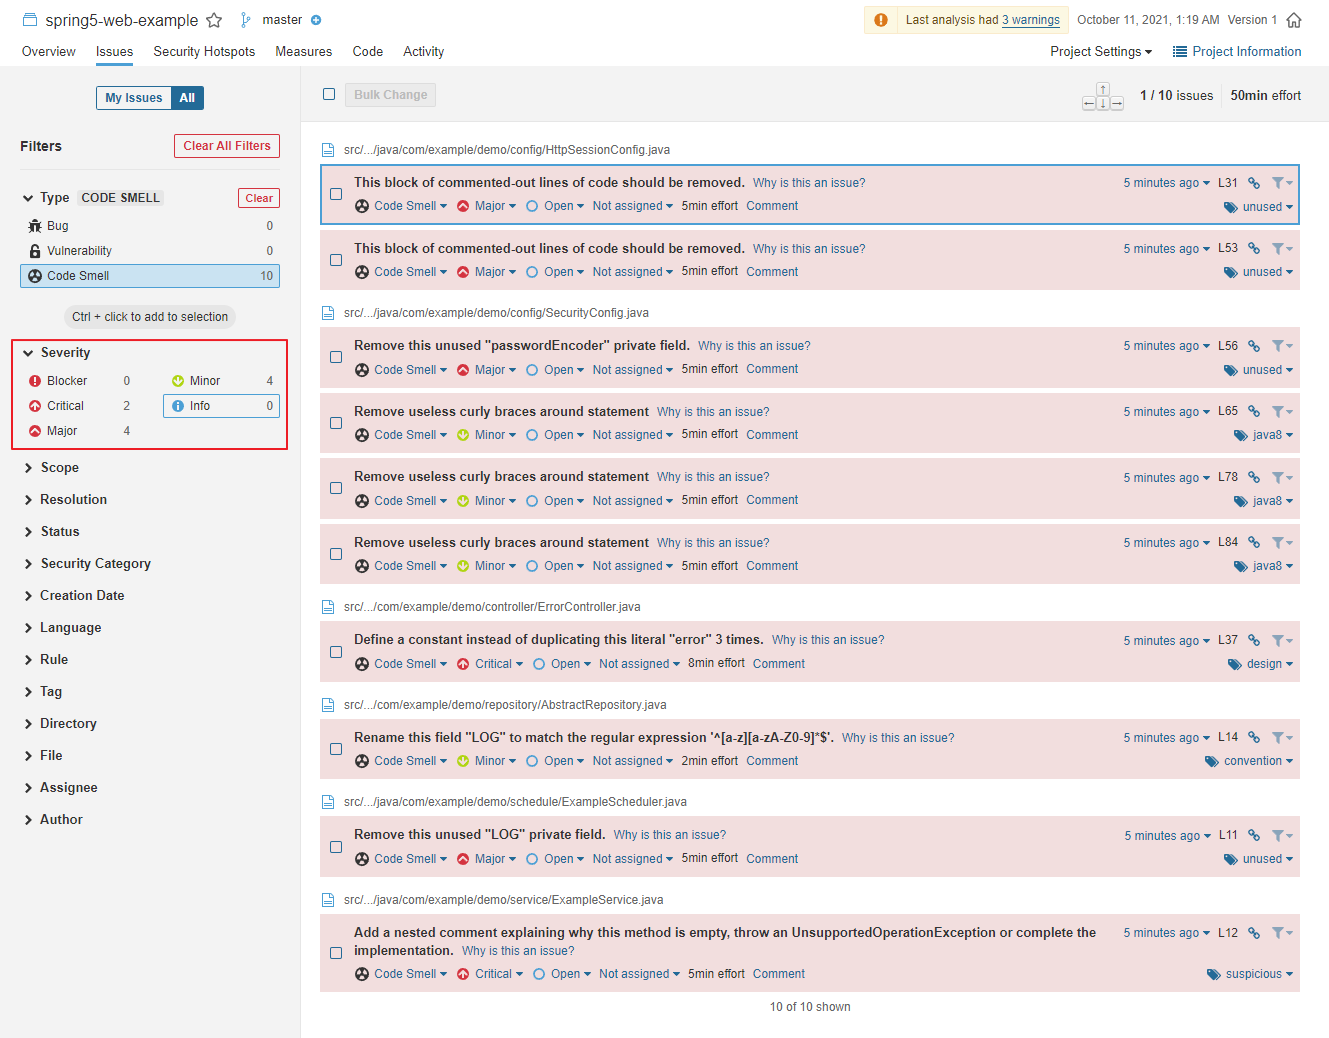 spring5-web-example master Last analysis had 3 warnings October 11, 2021, 1:19 AM Version 1
Overview Issues Security Hotspots Measures Code Activity Project Settings Project Information
My Issues All
Bulk Change 1 / 10 issues 50min effort
Filters Clear All Filters
Type CODE SMELL Clear
Bug 0
Vulnerability 0
Code Smell 10
Ctrl + click to add to selection
Severity
Blocker 0 Minor 4
Critical 2 Info 0
Major 4
Scope
Resolution
Status
Security Category
Creation Date
Language
Rule
Tag
Directory
File
Assignee
Author
src/.../java/com/example/demo/config/HttpSessionConfig.java
This block of commented-out lines of code should be removed. Why is this an issue? 5 minutes ago L31
Code Smell Major Open Not assigned 5min effort Comment unused
This block of commented-out lines of code should be removed. Why is this an issue? 5 minutes ago L53
Code Smell Major Open Not assigned 5min effort Comment unused
src/.../java/com/example/demo/config/SecurityConfig.java
Remove this unused "passwordEncoder" private field. Why is this an issue? 5 minutes ago L56
Code Smell Major Open Not assigned 5min effort Comment unused
Remove useless curly braces around statement Why is this an issue? 5 minutes ago L65
Code Smell Minor Open Not assigned 5min effort Comment java8
Remove useless curly braces around statement Why is this an issue? 5 minutes ago L78
Code Smell Minor Open Not assigned 5min effort Comment java8
Remove useless curly braces around statement Why is this an issue? 5 minutes ago L84
Code Smell Minor Open Not assigned 5min effort Comment java8
src/.../com/example/demo/controller/ErrorController.java
Define a constant instead of duplicating this literal "error" 3 times. Why is this an issue? 5 minutes ago L37
Code Smell Critical Open Not assigned 8min effort Comment design
src/.../com/example/demo/repository/AbstractRepository.java
Rename this field "LOG" to match the regular expression '^[a-z][a-zA-Z0-9]*$'. Why is this an issue? 5 minutes ago L14
Code Smell Minor Open Not assigned 2min effort Comment convention
src/.../java/com/example/demo/schedule/ExampleScheduler.java
Remove this unused "LOG" private field. Why is this an issue? 5 minutes ago L11
Code Smell Major Open Not assigned 5min effort Comment unused
src/.../java/com/example/demo/service/ExampleService.java
Add a nested comment explaining why this method is empty, throw an UnsupportedOperationException or complete the 5 minutes ago L12
implementation. Why is this an issue?
Code Smell Critical Open Not assigned 5min effort Comment suspicious
10 of 10 shown